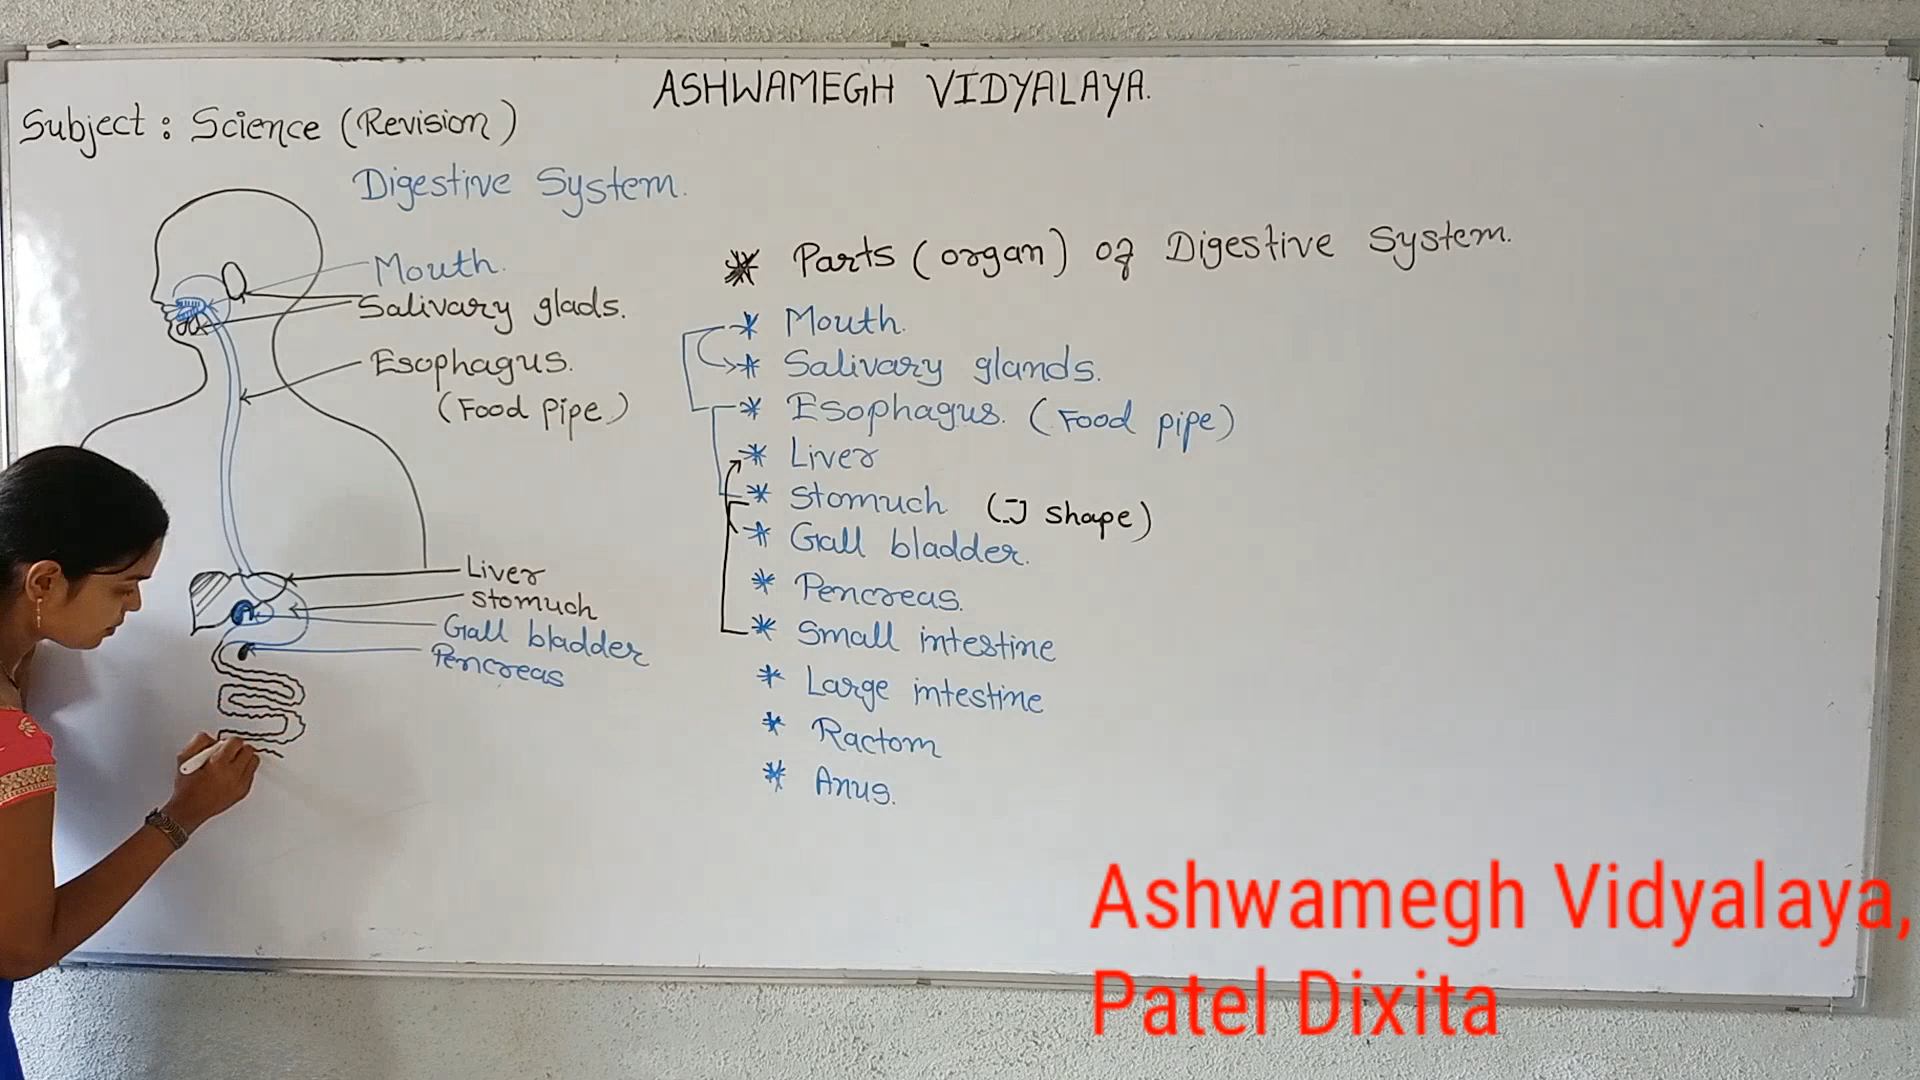 ASHWAMEGH VIDYALAYA.
Subject : Science (Revision)
Digestive System.
Mouth.
Salivary glads.
Esophagus.
(Food pipe)
Liver
stomuch
Gall bladder
Pencreas
* Parts (organ) of Digestive System.
* Mouth.
* Salivary glands.
* Esophagus. (Food pipe)
* Liver
* Stomuch (J shape)
* Gall bladder.
* Pencreas.
* Small intestine
* Large intestine
* Ractom
* Anus.
Ashwamegh Vidyalaya,
Patel Dixita